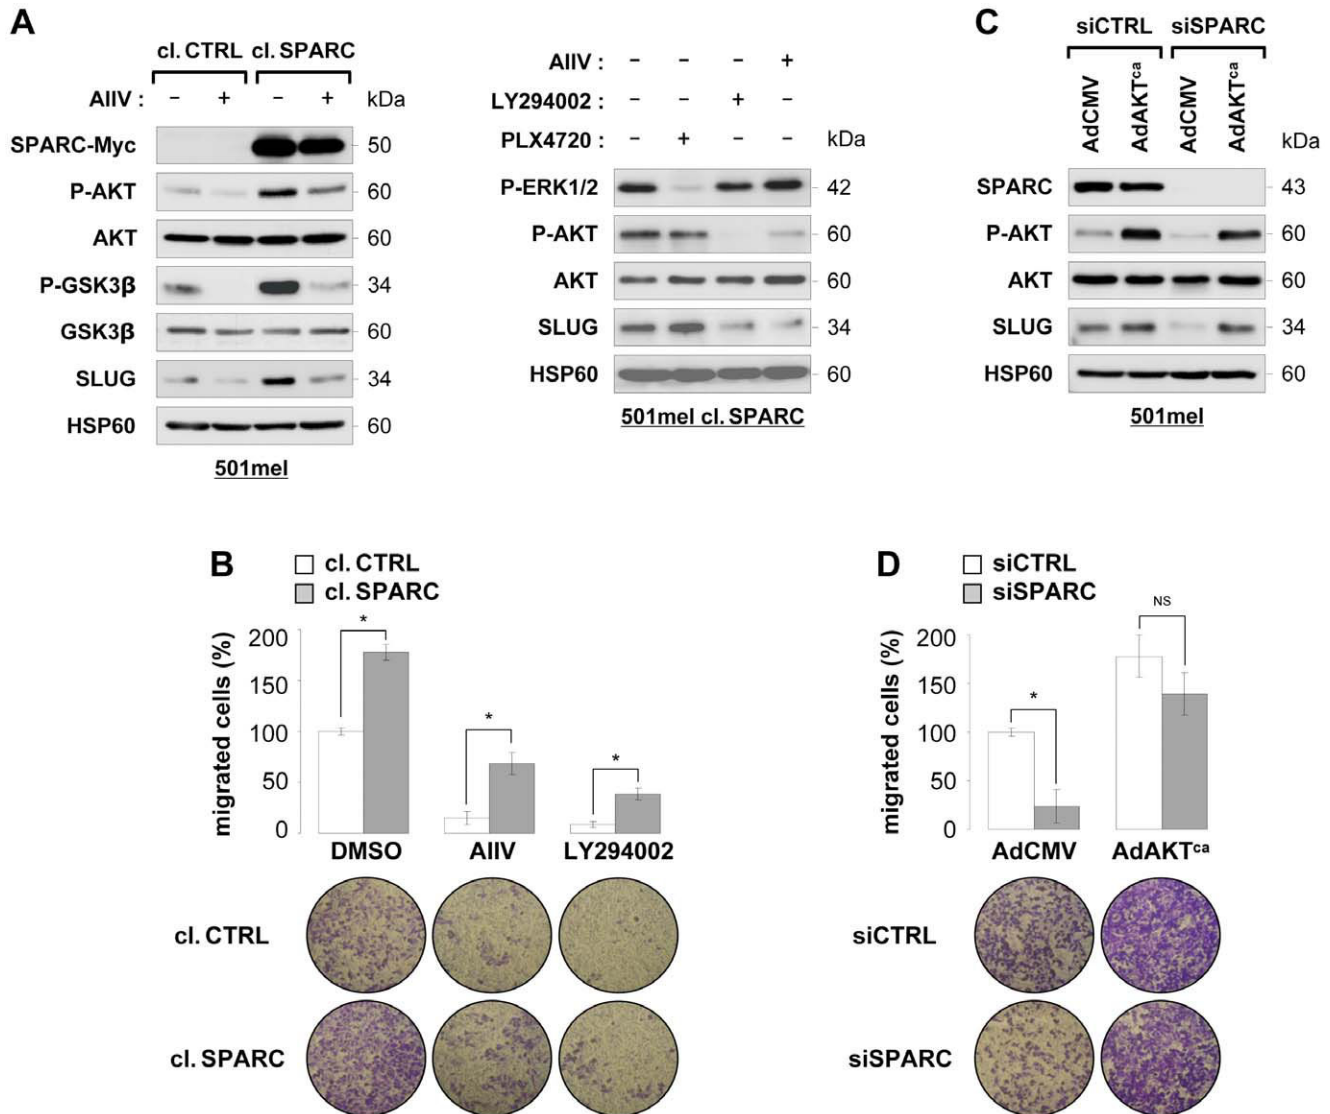 A
cl. CTRL cl. SPARC
AIIV : – + – + kDa
SPARC-Myc 50
P-AKT 60
AKT 60
P-GSK3β 34
GSK3β 60
SLUG 34
HSP60 60
501mel
AIIV : – – – +
LY294002 : – – + –
PLX4720 : – + – – kDa
P-ERK1/2 42
P-AKT 60
AKT 60
SLUG 34
HSP60 60
501mel cl. SPARC
C
siCTRL siSPARC
AdCMV AdAKTᶜᵃ AdCMV AdAKTᶜᵃ kDa
SPARC 43
P-AKT 60
AKT 60
SLUG 34
HSP60 60
501mel
B
cl. CTRL
cl. SPARC
migrated cells (%)
200
150
100
50
0
* * *
DMSO AIIV LY294002
cl. CTRL
cl. SPARC
D
siCTRL
siSPARC
migrated cells (%)
200
150
100
50
0
* NS
AdCMV AdAKTᶜᵃ
siCTRL
siSPARC